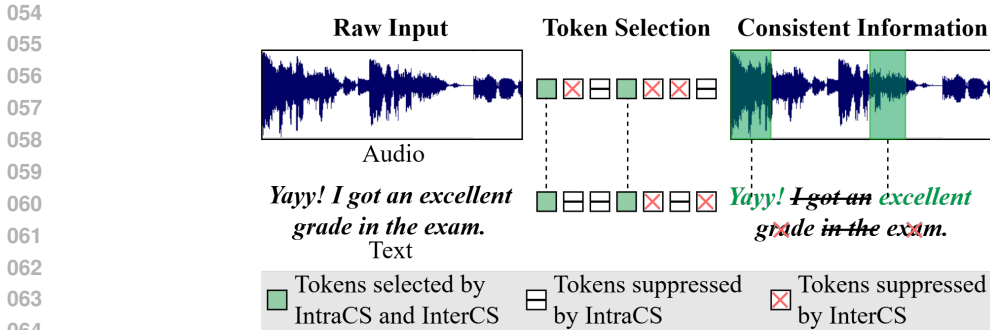 054
055
056
057
058
059
060
061
062
063
064
Raw Input
Token Selection
Consistent Information
Audio
Yayy! I got an excellent
grade in the exam.
Text
Yayy! I got an excellent
grade in the exam.
Tokens selected by
IntraCS and InterCS
Tokens suppressed
by IntraCS
Tokens suppressed
by InterCS